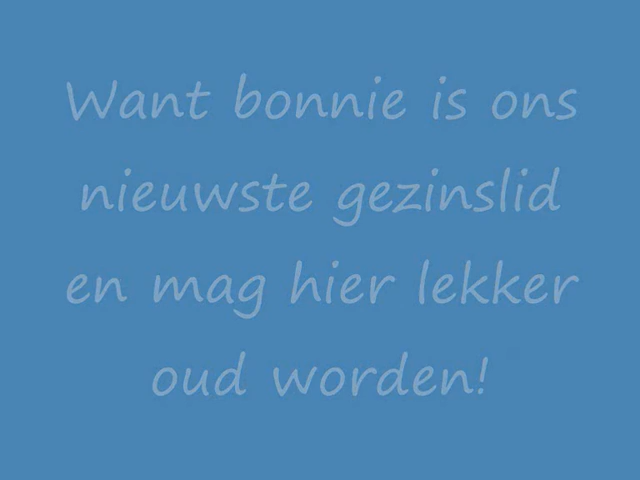 Want bonnie is ons
nieuwste gezinslid
en mag hier lekker
oud worden!